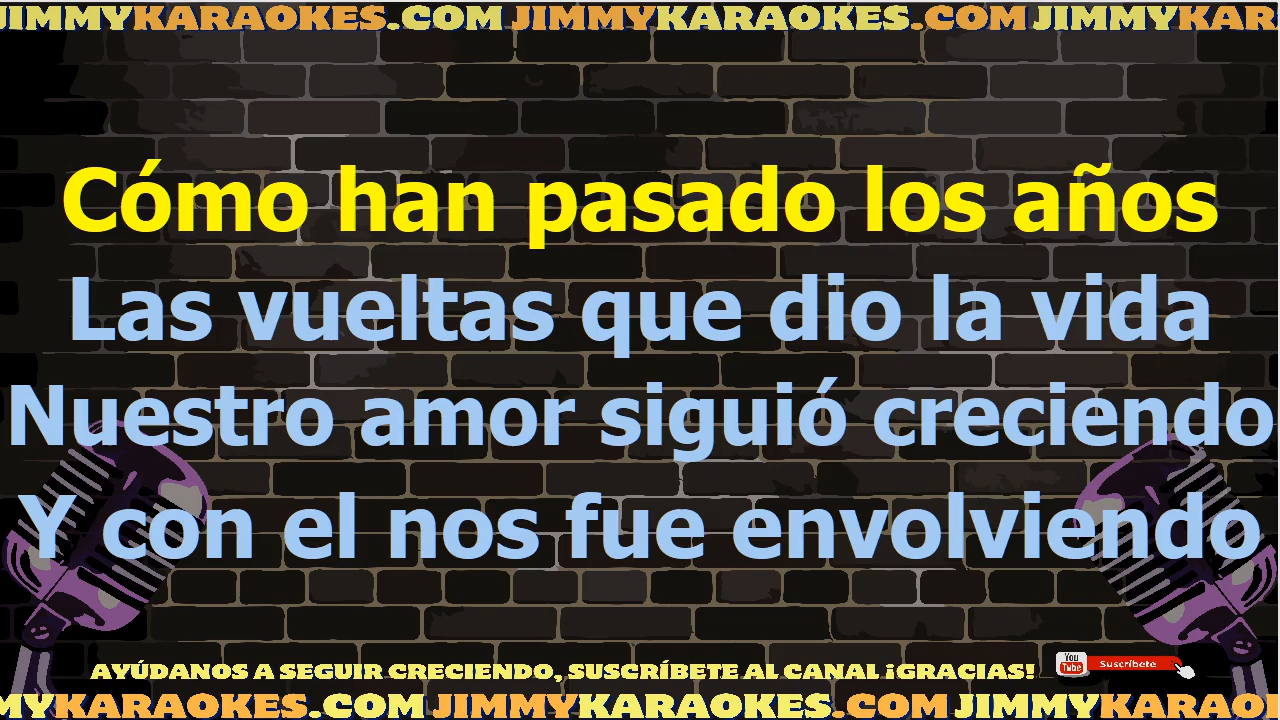 JIMMYKARAOKES.COM JIMMYKARAOKES.COM JIMMYKAR
Cómo han pasado los años
Las vueltas que dio la vida
Nuestro amor siguió creciendo
Y con el nos fue envolviendo
AYÚDANOS A SEGUIR CRECIENDO, SUSCRÍBETE AL CANAL ¡GRACIAS!
You Tube Suscríbete
MYKARAOKES.COM JIMMYKARAOKES.COM JIMMYKARAOK